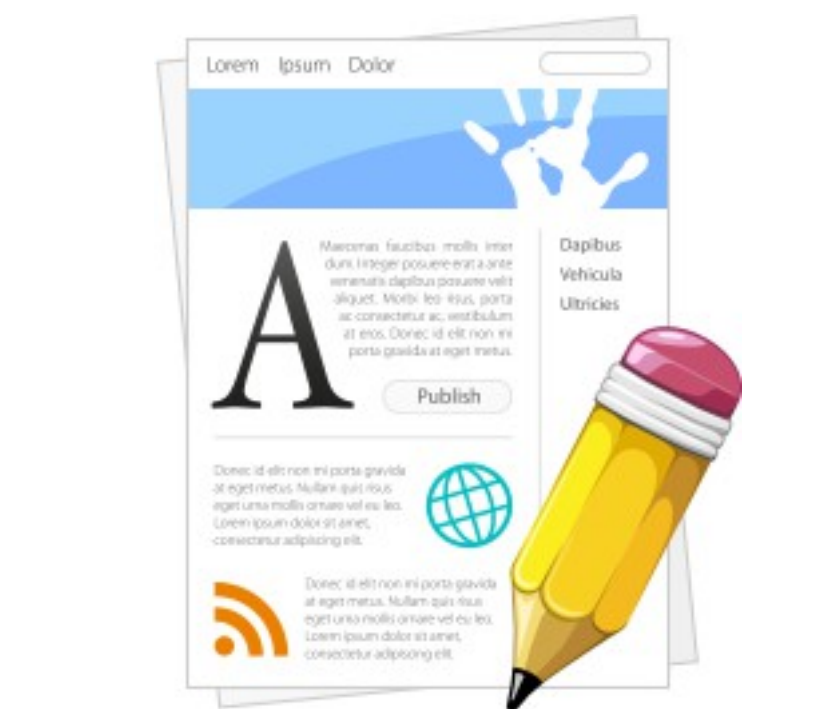 Lorem Ipsum Dolor
A
Maecenas faucibus mollis inter
dum. Integer posuere erat a ante
venenatis dapibus posuere velit
aliquet. Morbi leo risus, porta
ac consectetur ac, vestibulum
at eros. Donec id elit non mi
porta gravida at eget metus.
Publish
Dapibus
Vehicula
Ultricies
Donec id elit non mi porta gravida
at eget metus. Nullam quis risus
eget urna mollis ornare vel eu leo.
Lorem ipsum dolor sit amet,
consectetur adipiscing elit.
Donec id elit non mi porta gravida
at eget metus. Nullam quis risus
eget urna mollis ornare vel eu leo.
Lorem ipsum dolor sit amet,
consectetur adipiscing elit.